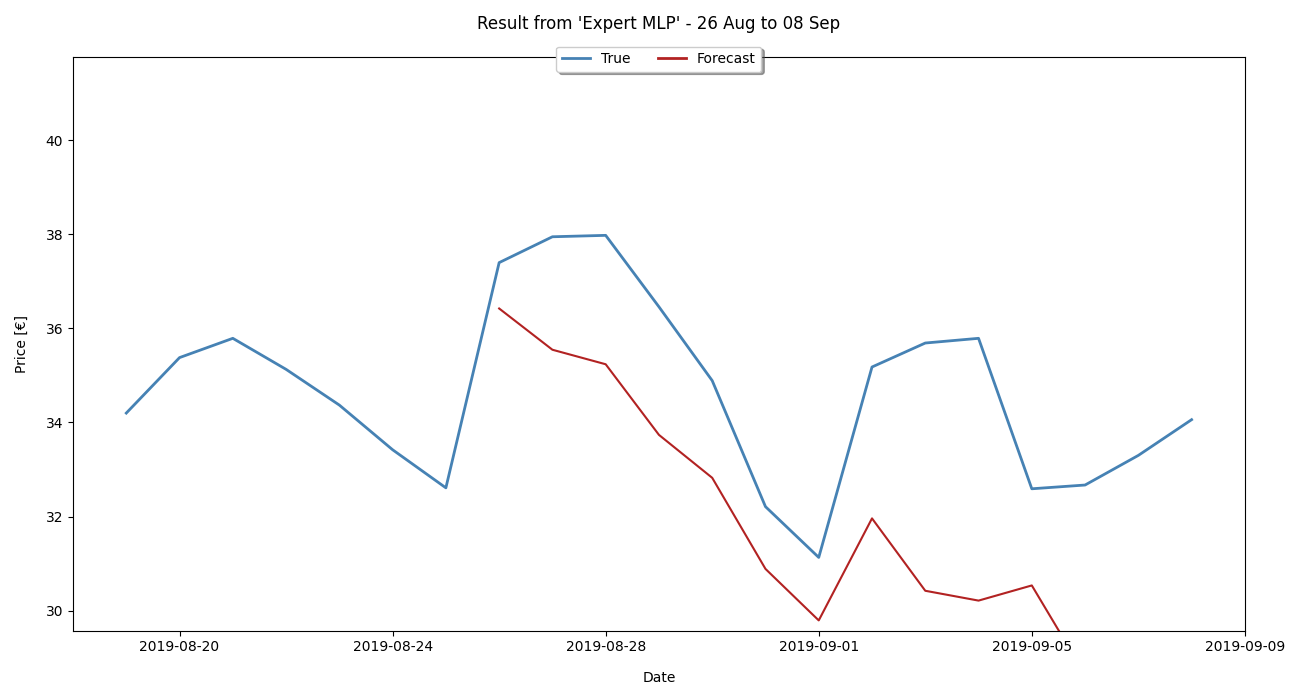 Result from 'Expert MLP' - 26 Aug to 08 Sep
True Forecast
40
38
36
34
32
30
Price [€]
2019-08-20 2019-08-24 2019-08-28 2019-09-01 2019-09-05 2019-09-09
Date